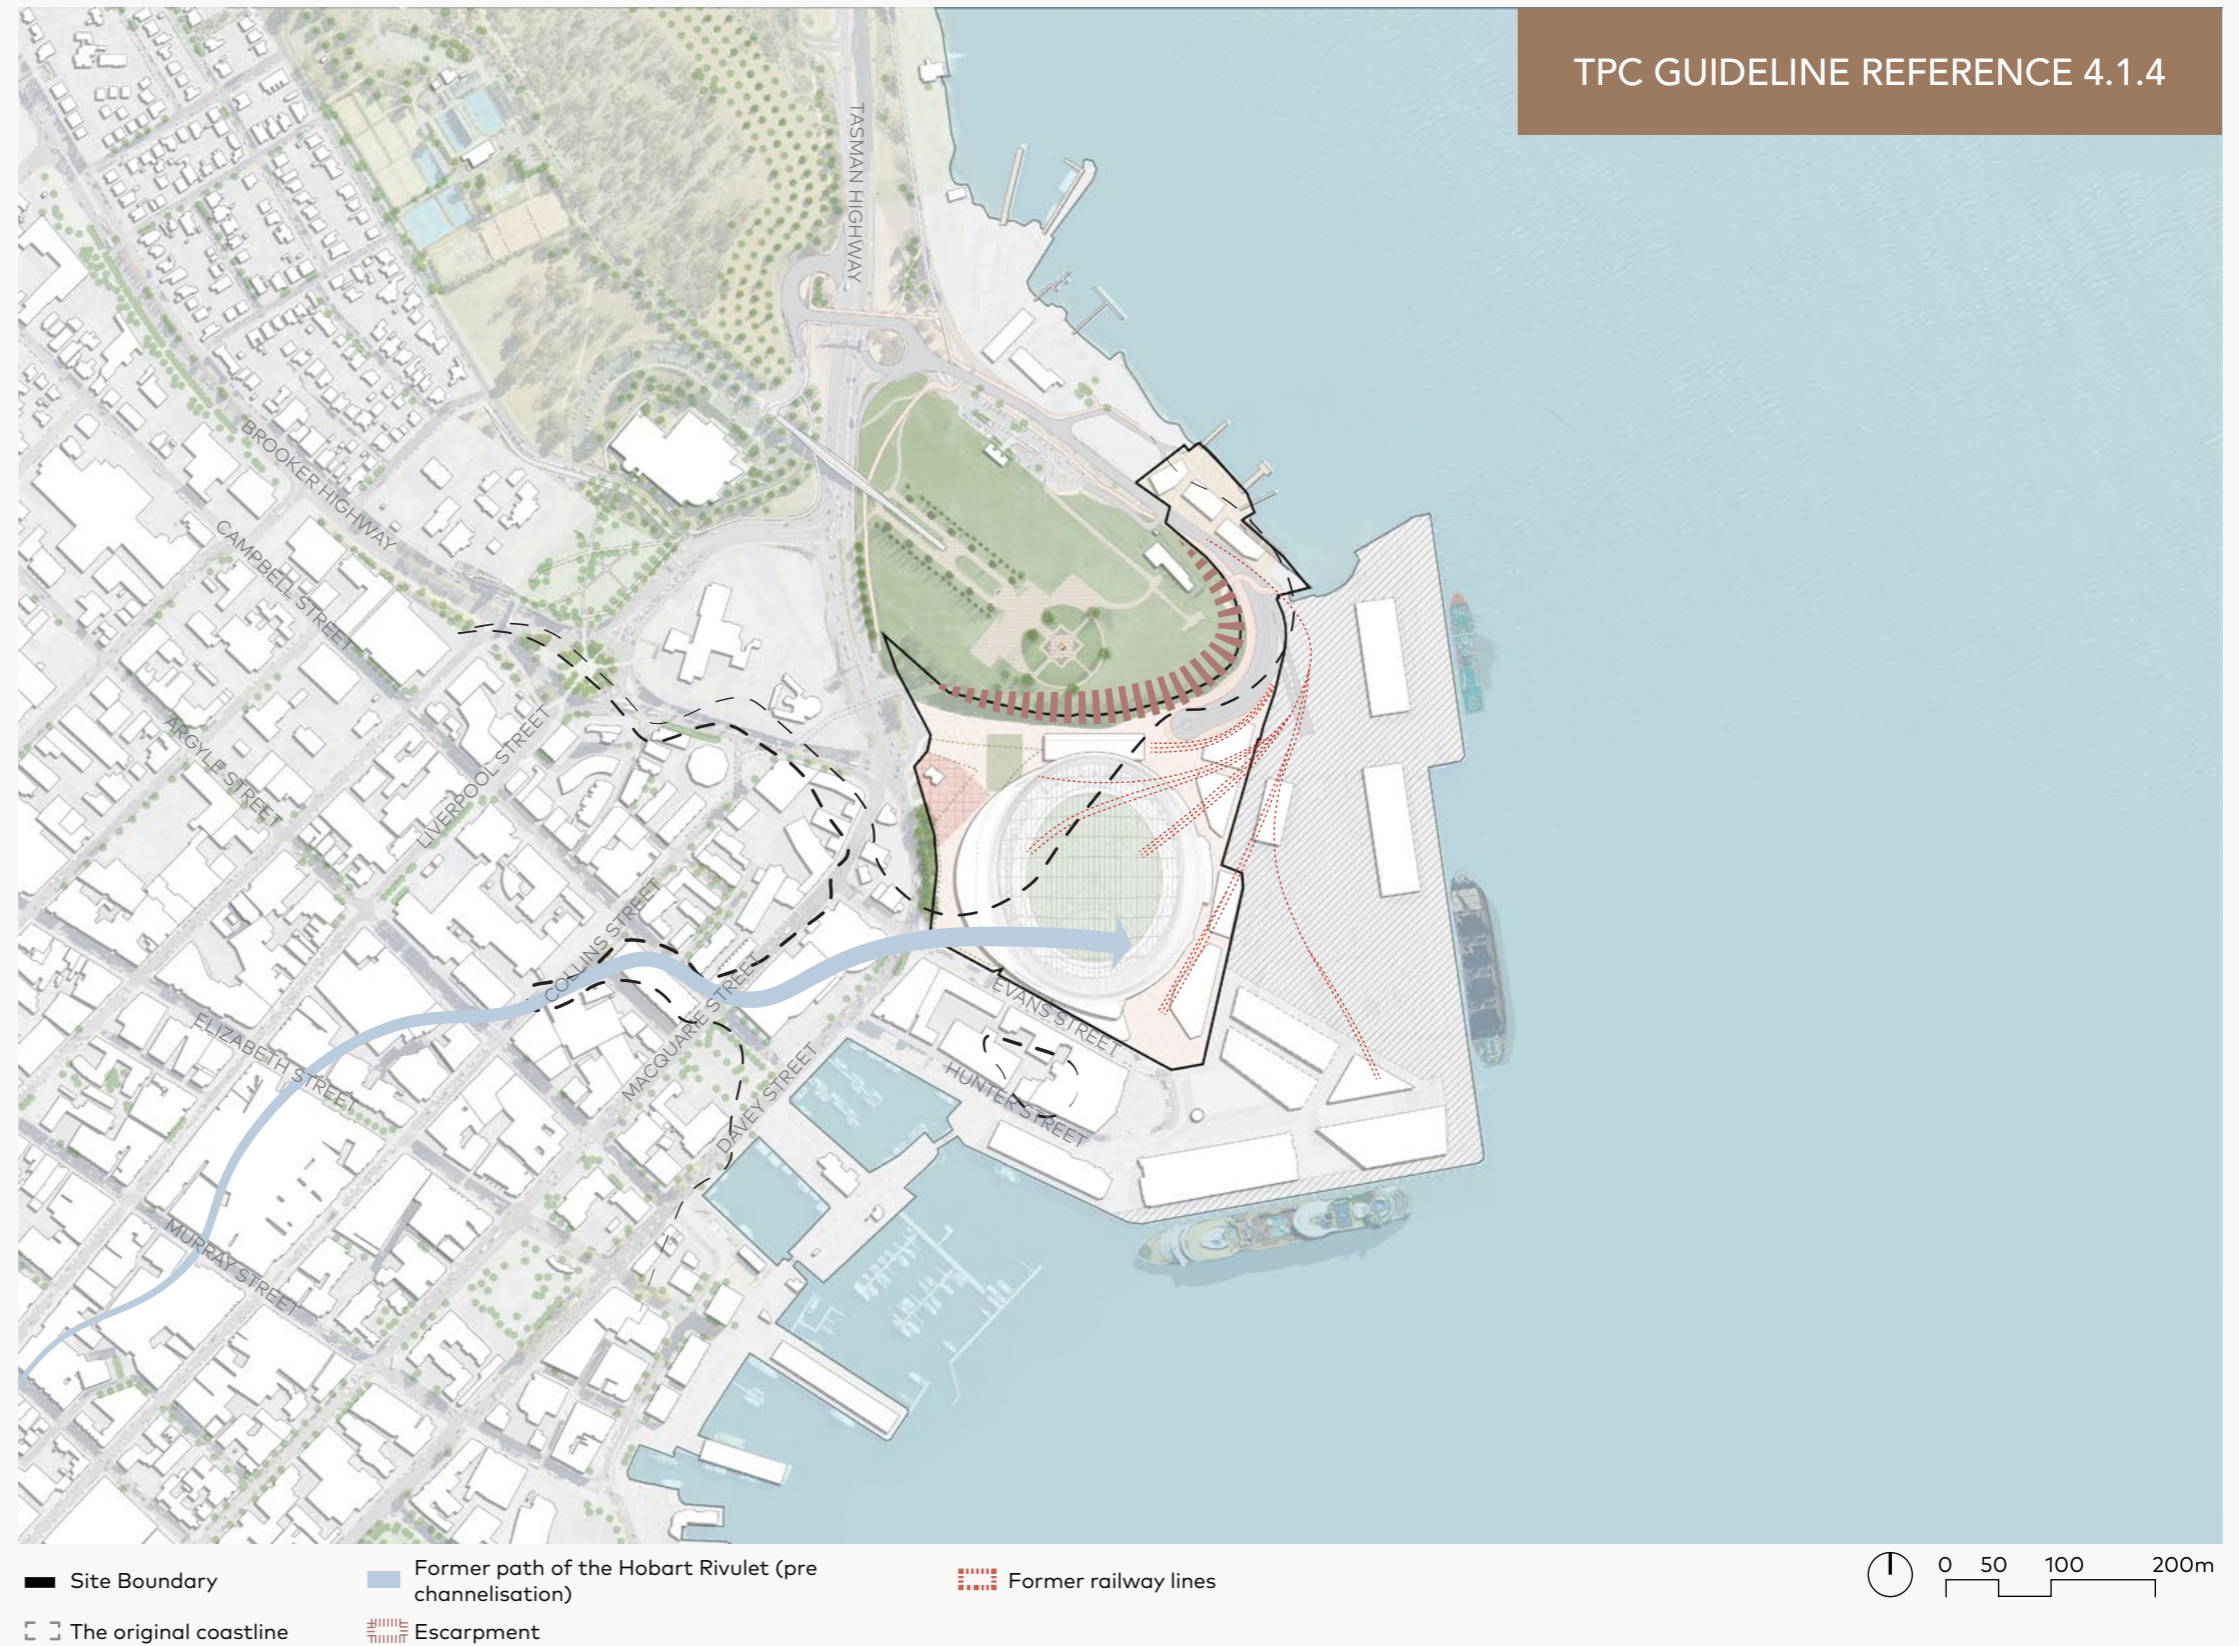 TPC GUIDELINE REFERENCE 4.1.4
TASMAN HIGHWAY
BROOKER HIGHWAY
CAMPBELL STREET
ARGYLE STREET
LIVERPOOL STREET
COLLINS STREET
ELIZABETH STREET
MACQUARIE STREET
EVANS STREET
HUNTER STREET
DAVEY STREET
MURRAY STREET
Site Boundary
The original coastline
Former path of the Hobart Rivulet (pre
channelisation)
Escarpment
Former railway lines
0 50 100 200m